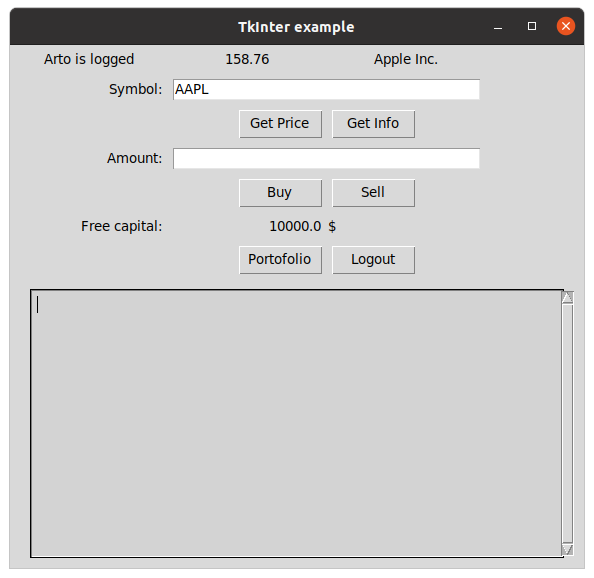 TkInter example
Arto is logged 158.76 Apple Inc.
Symbol: AAPL
Get Price Get Info
Amount:
Buy Sell
Free capital: 10000.0 $
Portofolio Logout